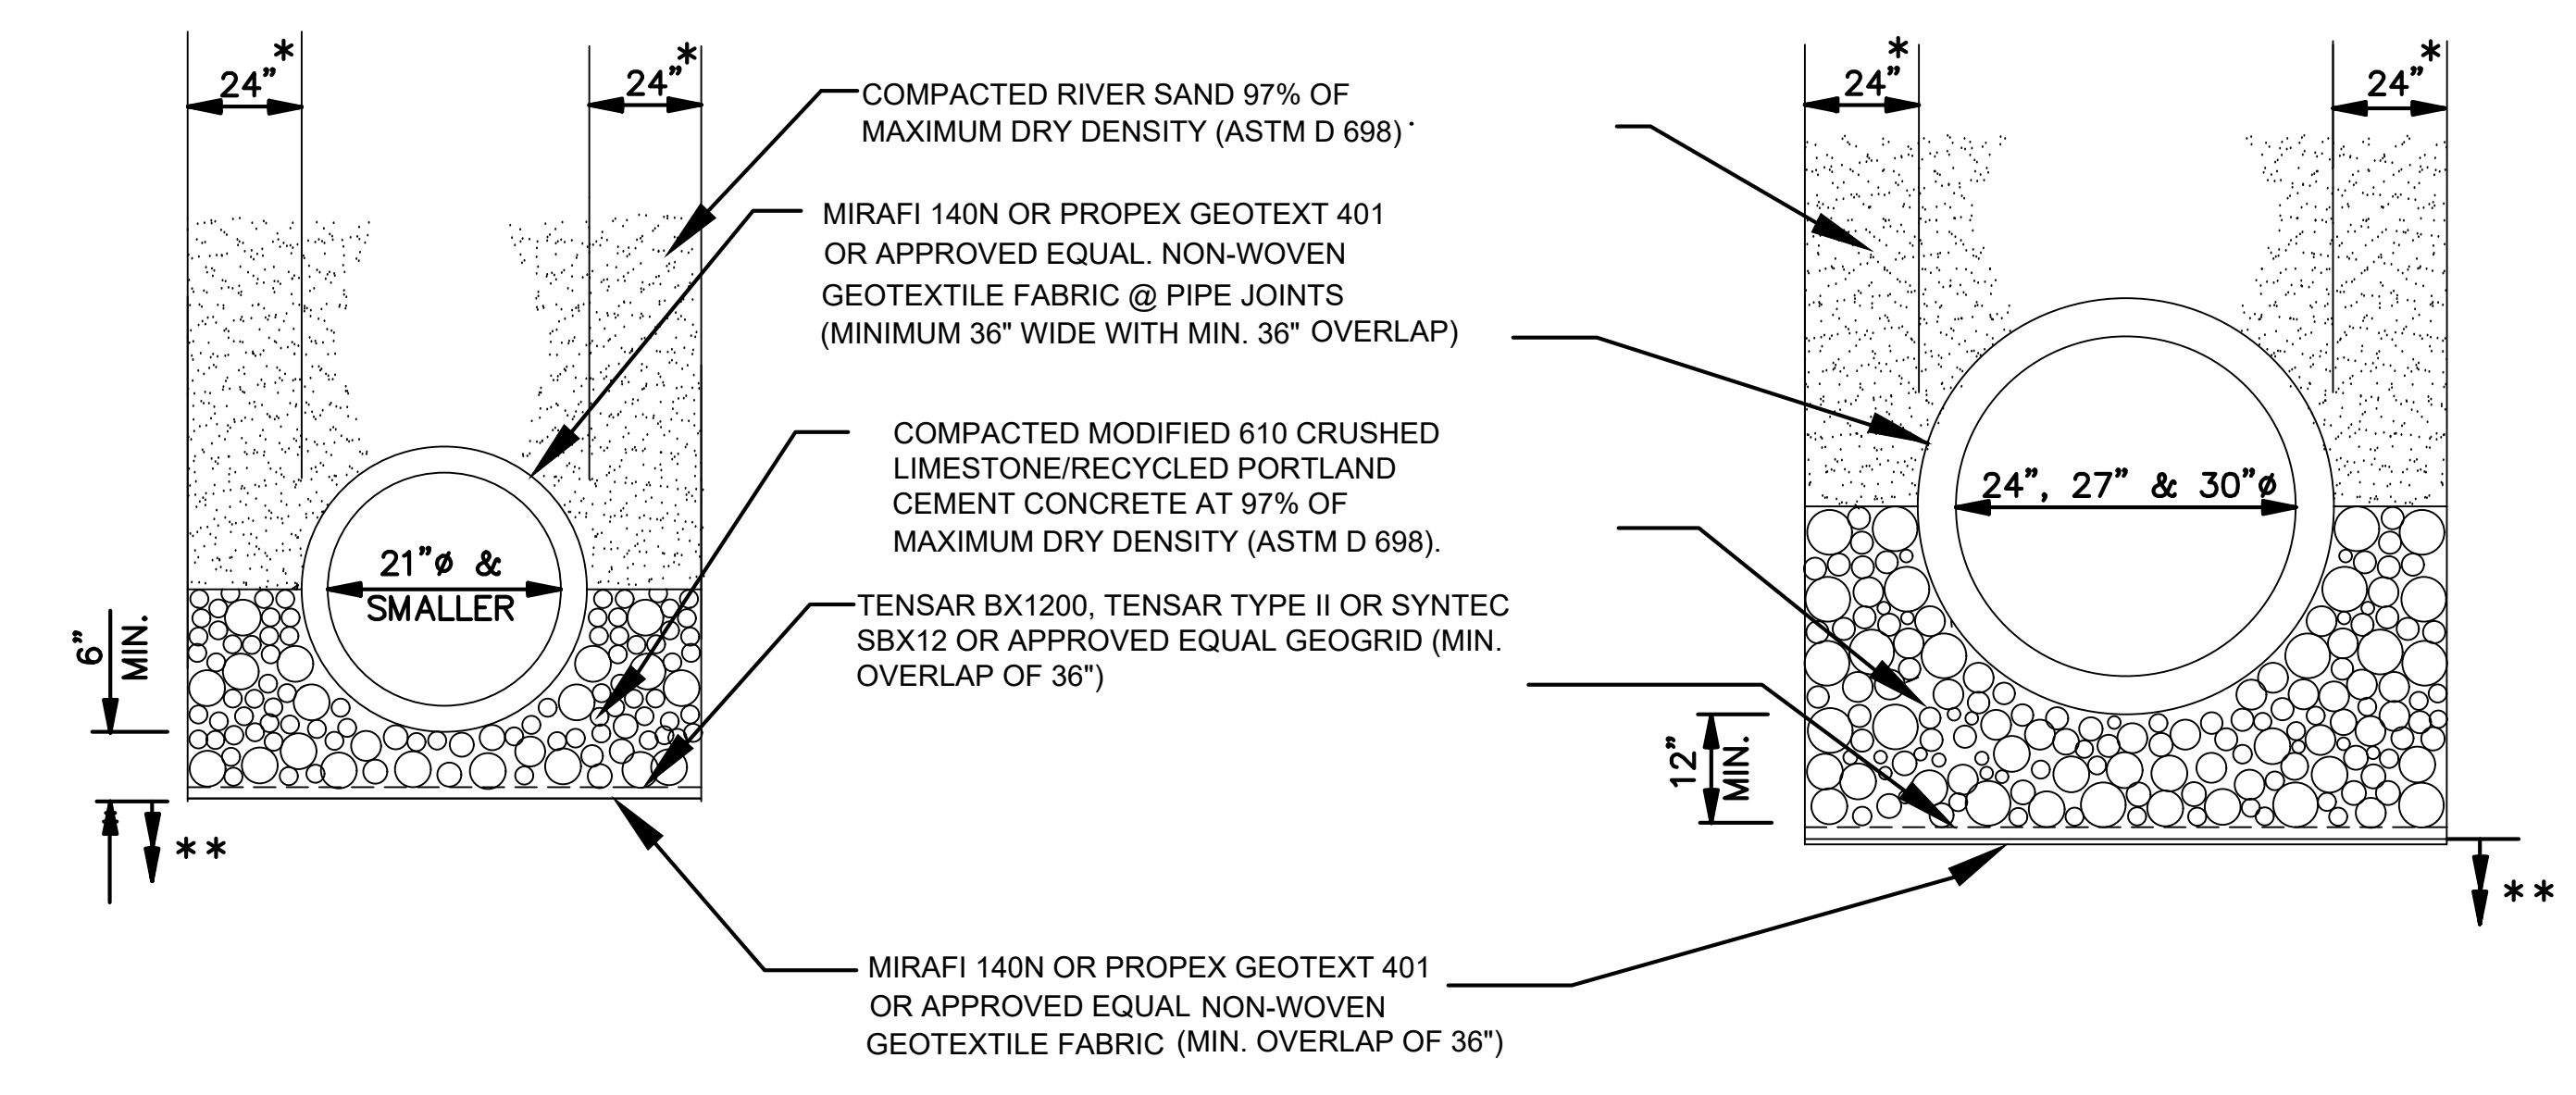 24” *
24” *
21”ø &
SMALLER
6”
MIN.
* *
COMPACTED RIVER SAND 97% OF
MAXIMUM DRY DENSITY (ASTM D 698) .
MIRAFI 140N OR PROPEX GEOTEXT 401
OR APPROVED EQUAL. NON-WOVEN
GEOTEXTILE FABRIC @ PIPE JOINTS
(MINIMUM 36" WIDE WITH MIN. 36" OVERLAP)
COMPACTED MODIFIED 610 CRUSHED
LIMESTONE/RECYCLED PORTLAND
CEMENT CONCRETE AT 97% OF
MAXIMUM DRY DENSITY (ASTM D 698).
TENSAR BX1200, TENSAR TYPE II OR SYNTEC
SBX12 OR APPROVED EQUAL GEOGRID (MIN.
OVERLAP OF 36")
MIRAFI 140N OR PROPEX GEOTEXT 401
OR APPROVED EQUAL NON-WOVEN
GEOTEXTILE FABRIC (MIN. OVERLAP OF 36")
24” *
24” *
24”, 27” & 30”ø
12”
MIN.
* *